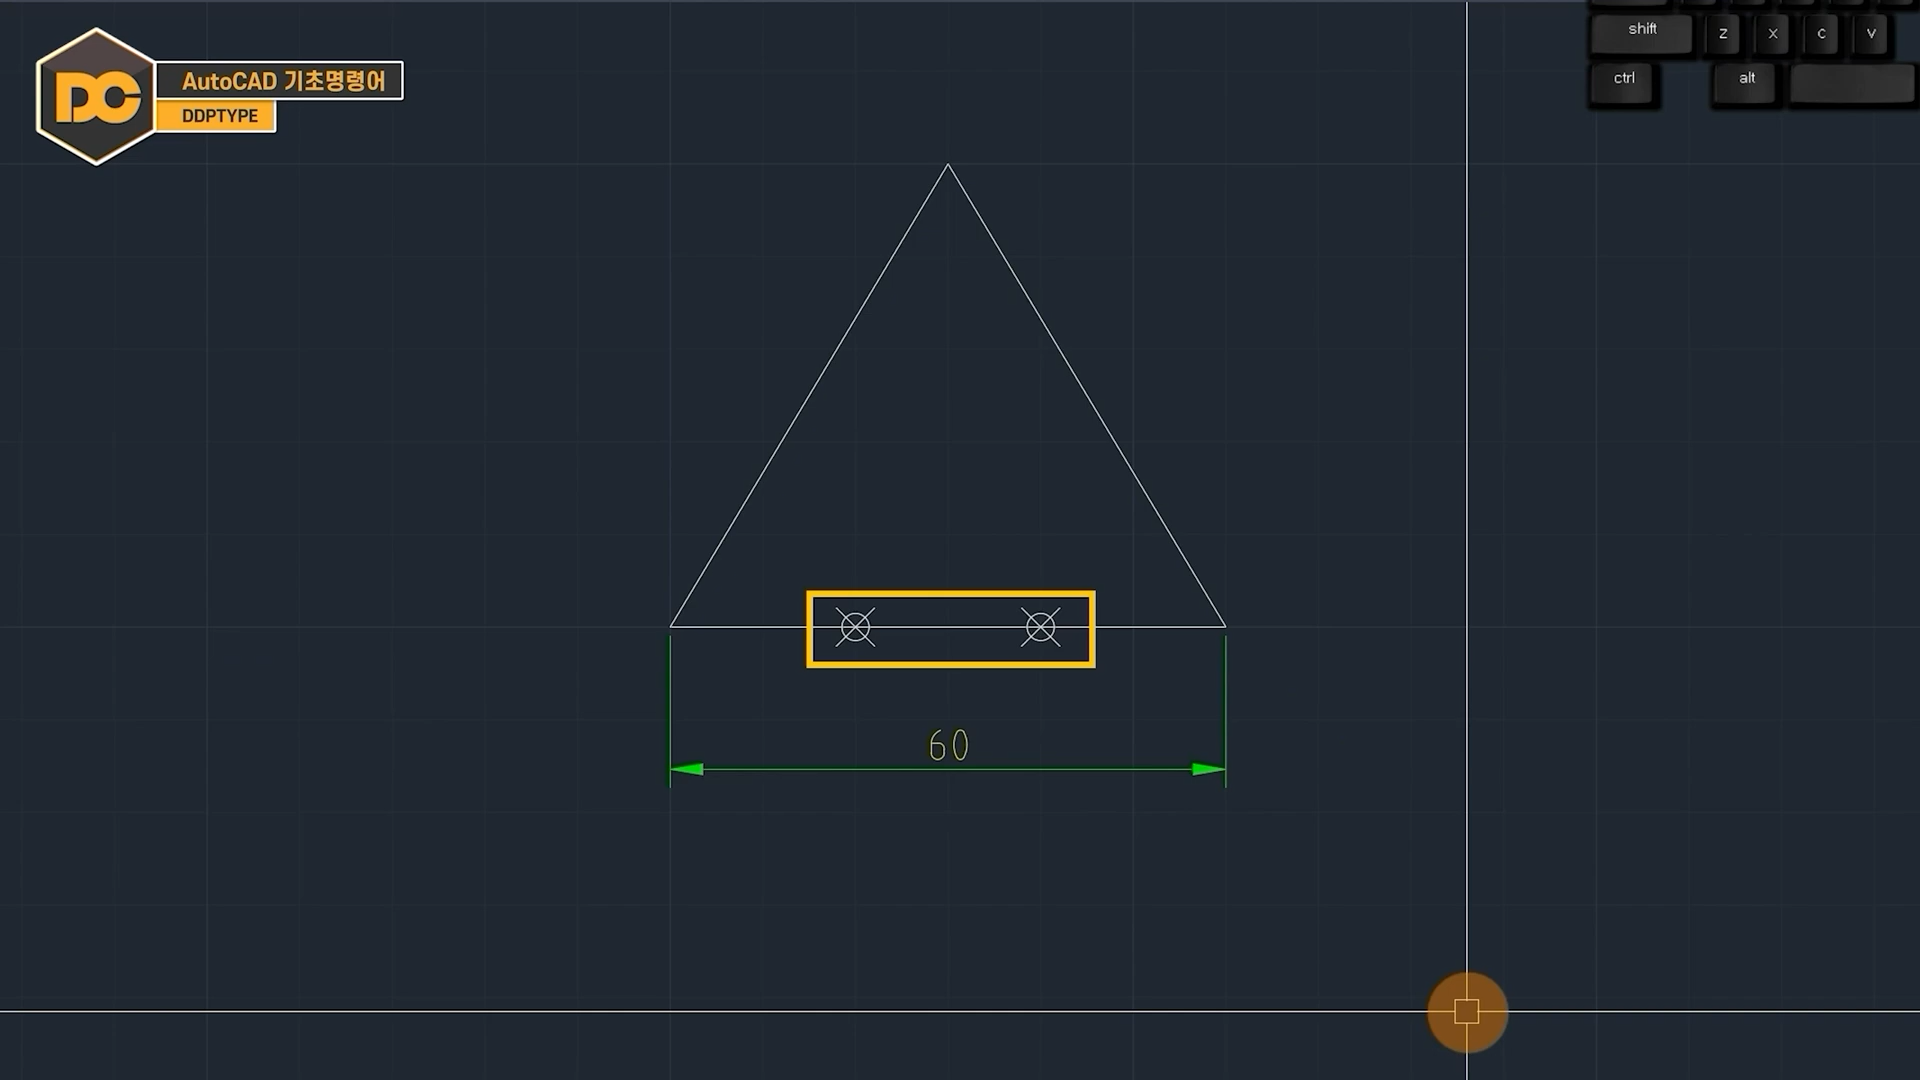 DC
AutoCAD 기초명령어
DDPTYPE
shift
Z
X
C
V
ctrl
alt
60